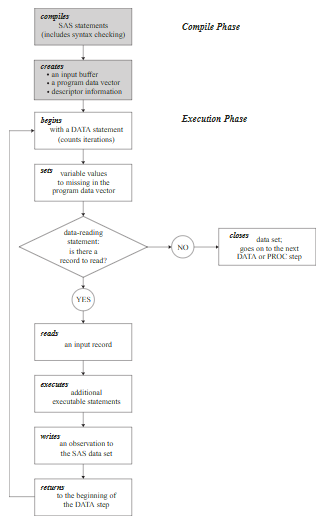 compiles
SAS statements
(includes syntax checking)
Compile Phase
creates
• an input buffer
• a program data vector
• descriptor information
begins
with a DATA statement
(counts iterations)
Execution Phase
sets
variable values
to missing in the
program data vector
data-reading
statement:
is there a
record to read?
NO
closes
data set;
goes on to the next
DATA or PROC step
YES
reads
an input record
executes
additional
executable statements
writes
an observation to
the SAS data set
returns
to the beginning of
the DATA step